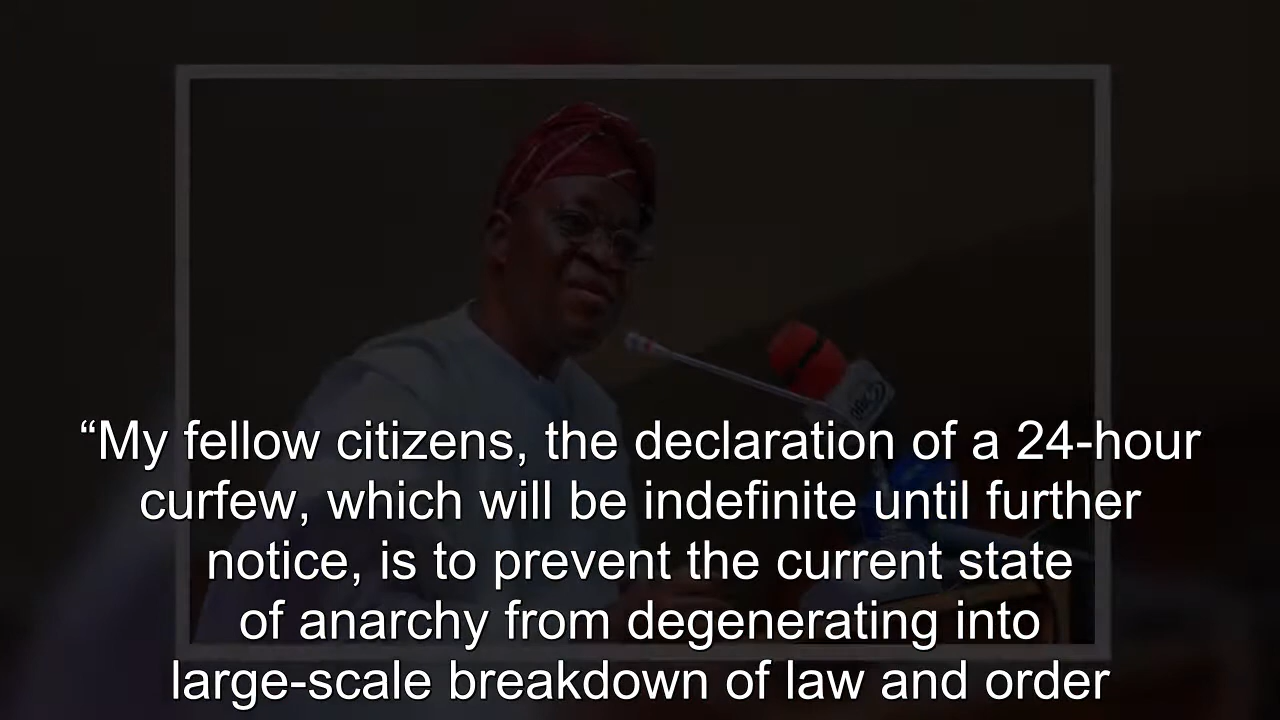 “My fellow citizens, the declaration of a 24-hour
curfew, which will be indefinite until further
notice, is to prevent the current state
of anarchy from degenerating into
large-scale breakdown of law and order